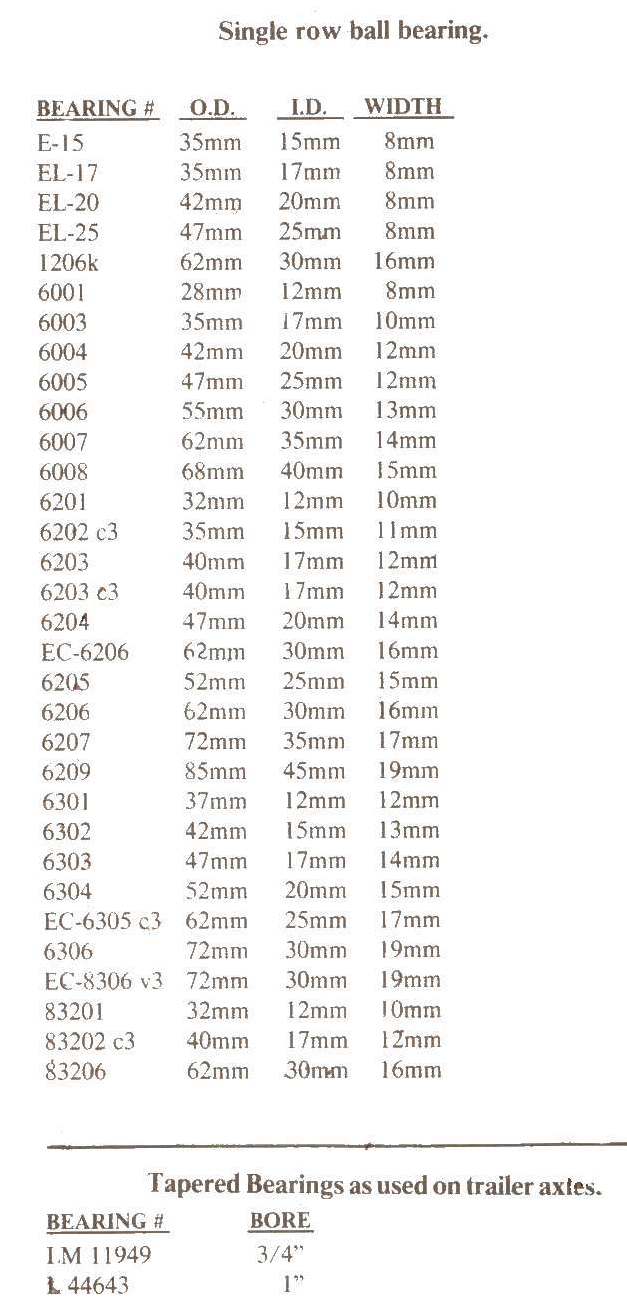 Single row ball bearing.
BEARING # O.D. I.D. WIDTH
E-15 35mm 15mm 8mm
EL-17 35mm 17mm 8mm
EL-20 42mm 20mm 8mm
EL-25 47mm 25mm 8mm
1206k 62mm 30mm 16mm
6001 28mm 12mm 8mm
6003 35mm 17mm 10mm
6004 42mm 20mm 12mm
6005 47mm 25mm 12mm
6006 55mm 30mm 13mm
6007 62mm 35mm 14mm
6008 68mm 40mm 15mm
6201 32mm 12mm 10mm
6202 c3 35mm 15mm 11mm
6203 40mm 17mm 12mm
6203 c3 40mm 17mm 12mm
6204 47mm 20mm 14mm
EC-6206 62mm 30mm 16mm
6205 52mm 25mm 15mm
6206 62mm 30mm 16mm
6207 72mm 35mm 17mm
6209 85mm 45mm 19mm
6301 37mm 12mm 12mm
6302 42mm 15mm 13mm
6303 47mm 17mm 14mm
6304 52mm 20mm 15mm
EC-6305 c3 62mm 25mm 17mm
6306 72mm 30mm 19mm
EC-8306 v3 72mm 30mm 19mm
83201 32mm 12mm 10mm
83202 c3 40mm 17mm 12mm
83206 62mm 30mm 16mm
Tapered Bearings as used on trailer axles.
BEARING # BORE
LM 11949 3/4”
L 44643 1”